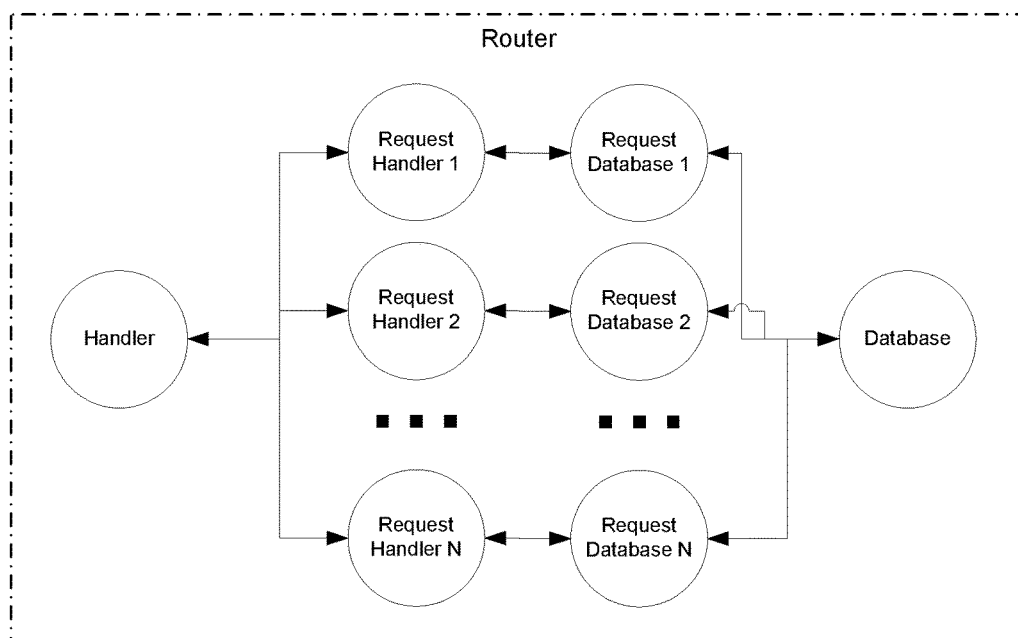 Router
Request
Handler 1
Request
Database 1
Handler
Request
Handler 2
Request
Database 2
Database
Request
Handler N
Request
Database N